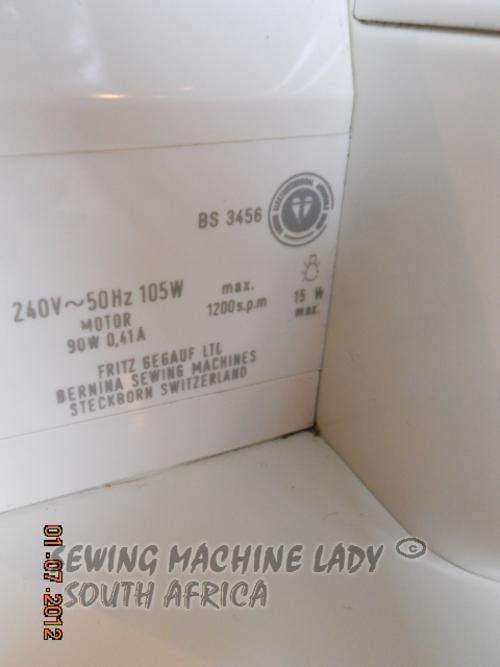 BS 3456
240V~50Hz 105W
max.
1200s.p.m
15 W
max.
MOTOR
90W 0,41A
FRITZ GEGAUF LTC
BERNINA SEWING MACHINES
STECKBORN SWITZERLAND
SEWING MACHINE LADY ©
SOUTH AFRICA
01.07.2012